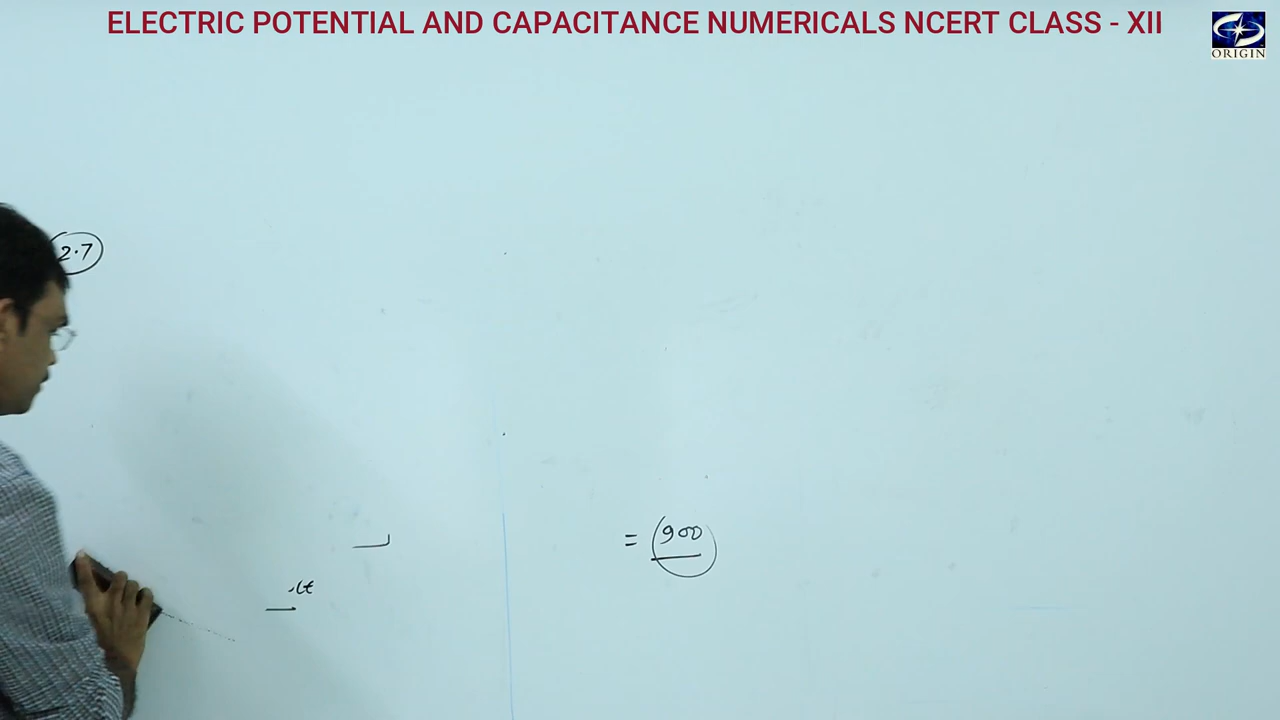 ELECTRIC POTENTIAL AND CAPACITANCE NUMERICALS NCERT CLASS - XII
ORIGIN
2.7
= 900